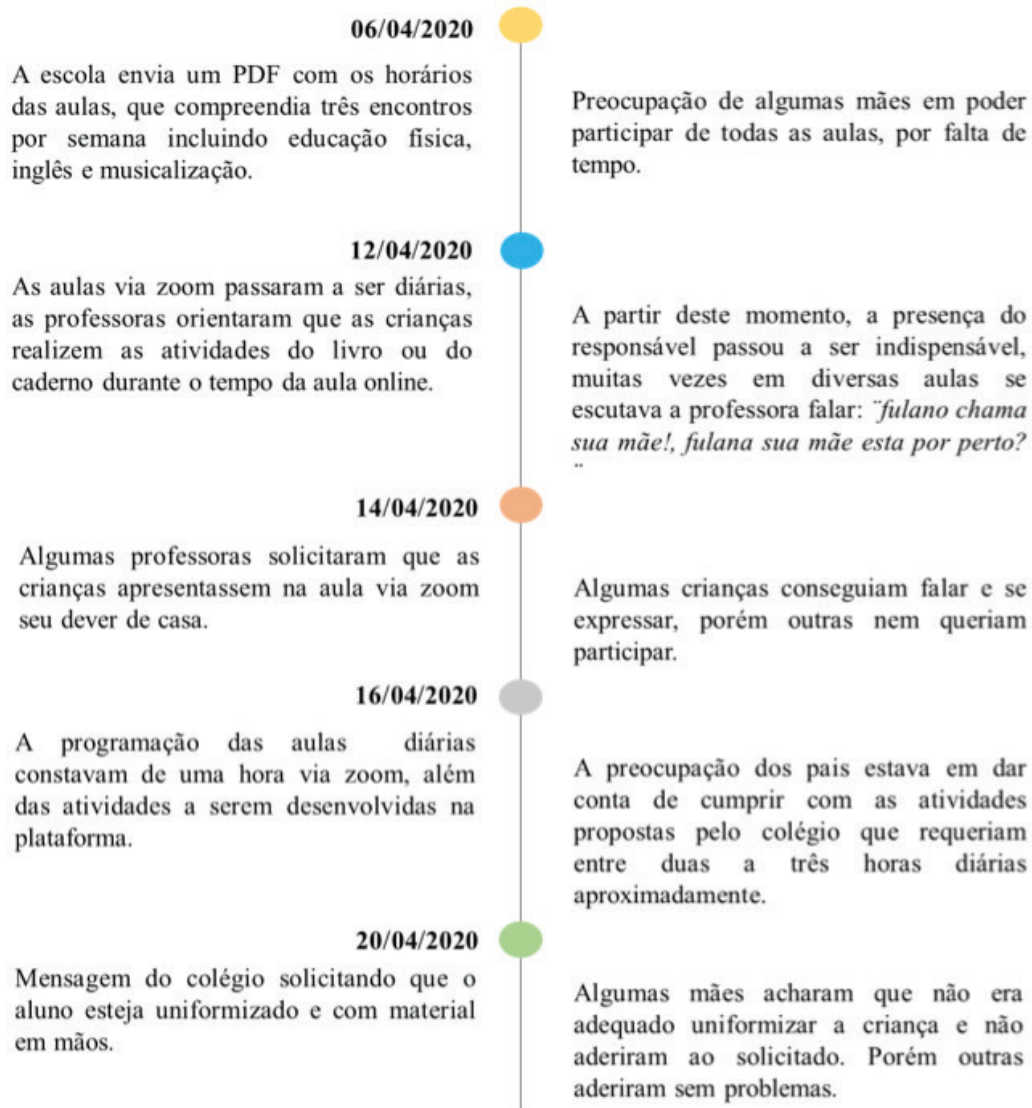 06/04/2020
A escola envia um PDF com os horários
das aulas, que compreendia três encontros
por semana incluindo educação física,
inglês e musicalização.
Preocupação de algumas mães em poder
participar de todas as aulas, por falta de
tempo.
12/04/2020
As aulas via zoom passaram a ser diárias,
as professoras orientaram que as crianças
realizem as atividades do livro ou do
caderno durante o tempo da aula online.
A partir deste momento, a presença do
responsável passou a ser indispensável,
muitas vezes em diversas aulas se
escutava a professora falar: ¨fulano chama
sua mãe!, fulana sua mãe esta por perto?
¨
14/04/2020
Algumas professoras solicitaram que as
crianças apresentassem na aula via zoom
seu dever de casa.
Algumas crianças conseguiam falar e se
expressar, porém outras nem queriam
participar.
16/04/2020
A programação das aulas diárias
constavam de uma hora via zoom, além
das atividades a serem desenvolvidas na
plataforma.
A preocupação dos pais estava em dar
conta de cumprir com as atividades
propostas pelo colégio que requeriam
entre duas a três horas diárias
aproximadamente.
20/04/2020
Mensagem do colégio solicitando que o
aluno esteja uniformizado e com material
em mãos.
Algumas mães acharam que não era
adequado uniformizar a criança e não
aderiram ao solicitado. Porém outras
aderiram sem problemas.